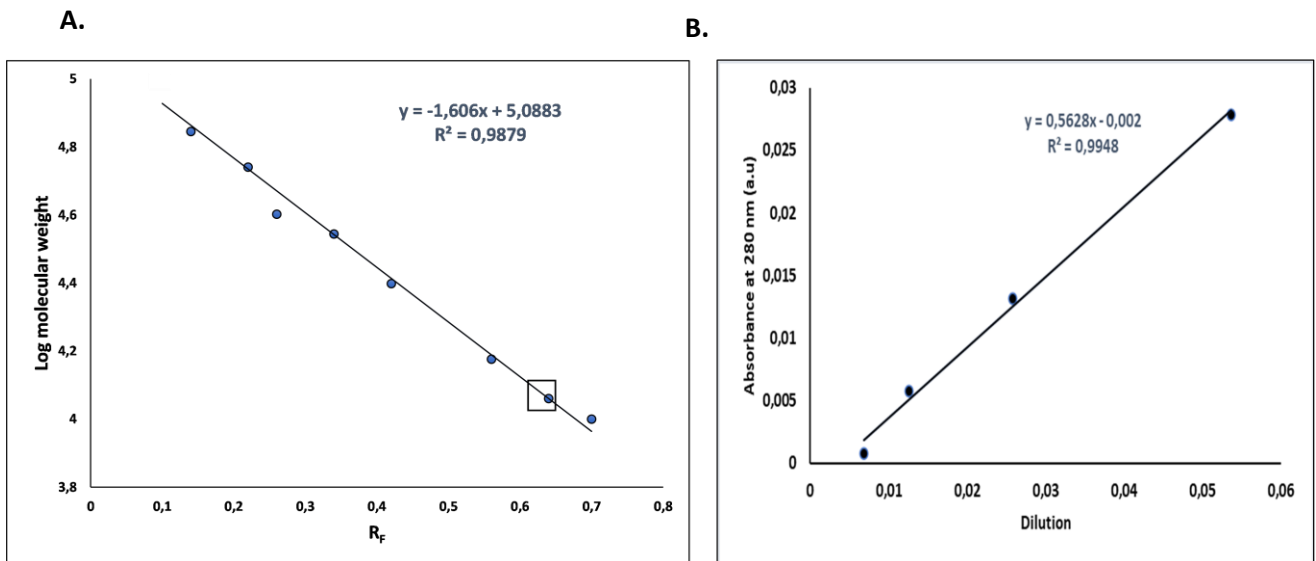 A.
y = -1,606x + 5,0883
R² = 0,9879
Log molecular weight
5
4,8
4,6
4,4
4,2
4
3,8
0 0,1 0,2 0,3 0,4 0,5 0,6 0,7 0,8
R_F
B.
y = 0,5628x - 0,002
R² = 0,9948
Absorbance at 280 nm (a.u)
0,03
0,025
0,02
0,015
0,01
0,005
0
0 0,01 0,02 0,03 0,04 0,05 0,06
Dilution